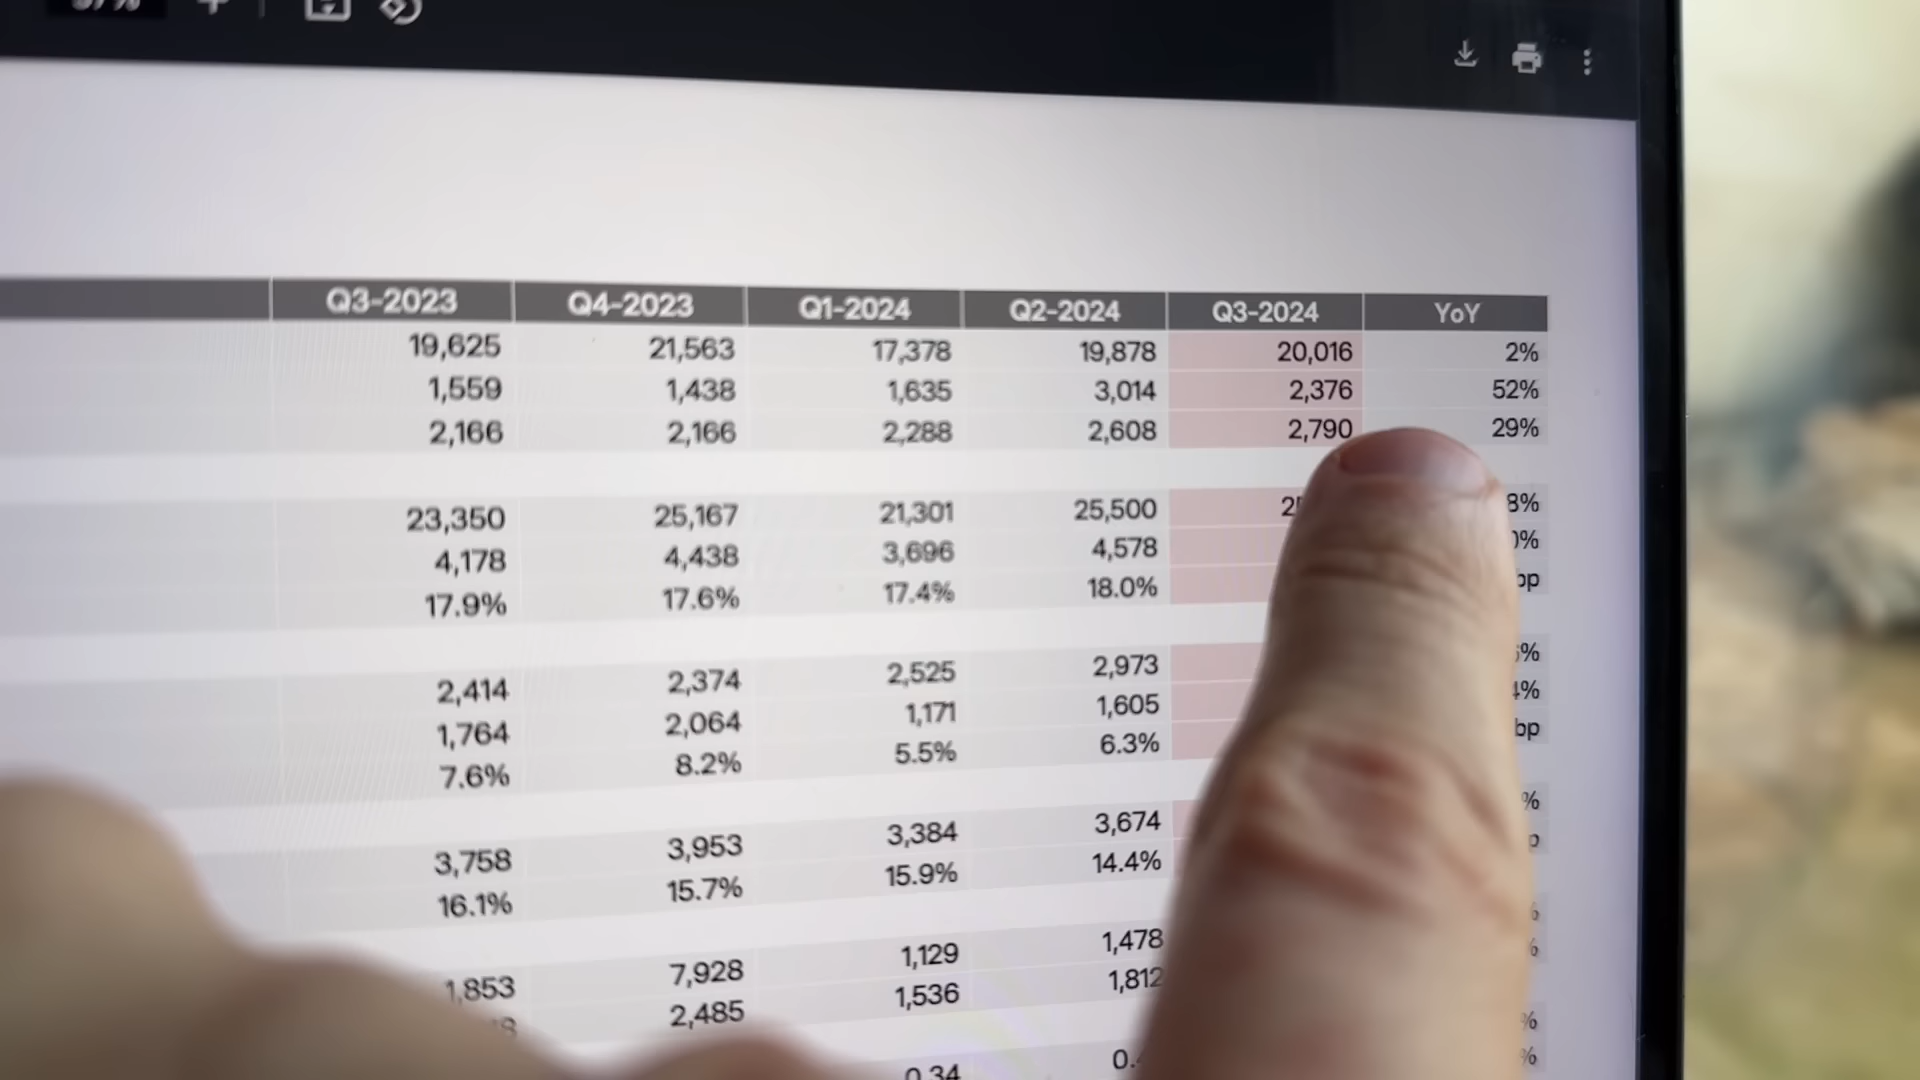 Q3-2023 Q4-2023 Q1-2024 Q2-2024 Q3-2024 YoY
19,625 21,563 17,378 19,878 20,016 2%
1,559 1,438 1,635 3,014 2,376 52%
2,166 2,166 2,288 2,608 2,790 29%
23,350 25,167 21,301 25,500 8%
4,178 4,438 3,696 4,578
17.9% 17.6% 17.4% 18.0% bp
2,414 2,374 2,525 2,973
1,764 2,064 1,171 1,605 4%
7.6% 8.2% 5.5% 6.3% bp
3,758 3,953 3,384 3,674 %
16.1% 15.7% 15.9% 14.4%
1,853 7,928 1,129 1,478
2,485 1,536 1,812
0.34